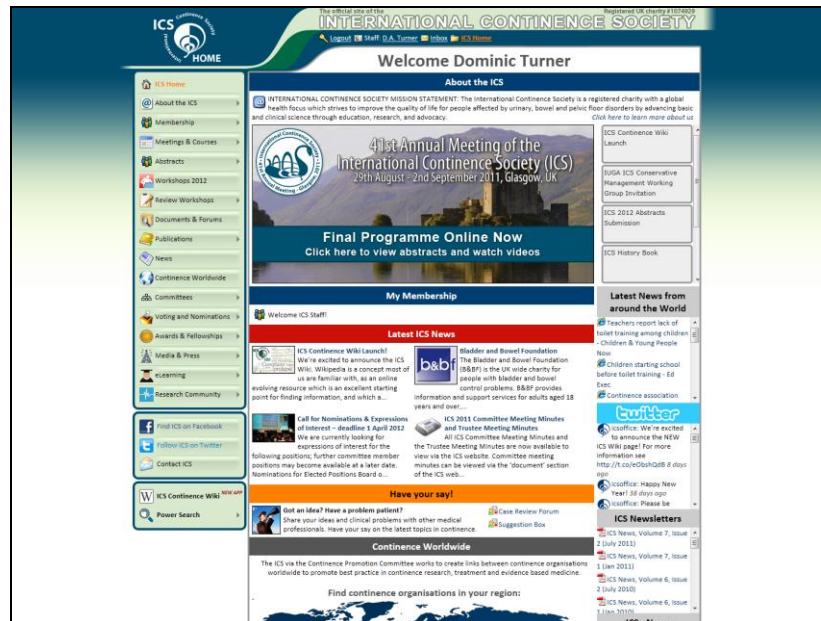 The official site of the
Registered UK charity #1074929
INTERNATIONAL CONTINENCE SOCIETY
ICS
HOME
Logout Staff: D.A. Turner Inbox ICS Home
Welcome Dominic Turner
ICS Home
About the ICS
Membership
Meetings & Courses
Abstracts
Workshops 2012
Review Workshops
Documents & Forums
Publications
News
Continence Worldwide
Committees
Voting and Nominations
Awards & Fellowships
Media & Press
eLearning
Research Community
Find ICS on Facebook
Follow ICS on Twitter
Contact ICS
ICS Continence Wiki NEW APP
Power Search
About the ICS
INTERNATIONAL CONTINENCE SOCIETY MISSION STATEMENT: The International Continence Society is a registered charity with a global
health focus which strives to improve the quality of life for people affected by urinary, bowel and pelvic floor disorders by advancing basic
and clinical science through education, research, and advocacy.
Click here to learn more about us
41st Annual Meeting of the
International Continence Society (ICS)
29th August - 2nd September 2011, Glasgow, UK
Final Programme Online Now
Click here to view abstracts and watch videos
ICS Continence Wiki
Launch
IUGA ICS Conservative
Management Working
Group Invitation
ICS 2012 Abstracts
Submission
ICS History Book
My Membership
Welcome ICS Staff!
Latest ICS News
ICS Continence Wiki Launch!
We're excited to announce the ICS
Wiki. Wikipedia is a concept most of
us are familiar with, as an online
evolving resource which is an excellent starting
point for finding information, and which a...
b&bf
Bladder and Bowel Foundation
The Bladder and Bowel Foundation
(B&BF) is the UK wide charity for
people with bladder and bowel
control problems. B&BF provides
information and support services for adults aged 18
years and over....
Call for Nominations & Expressions
of Interest – deadline 1 April 2012
We are currently looking for
expressions of interest for the
following positions; further committee member
positions may become available at a later date.
Nominations for Elected Positions Board o...
ICS 2011 Committee Meeting Minutes
and Trustee Meeting Minutes
All ICS Committee Meeting Minutes and
the Trustee Meeting Minutes are now available to
view via the ICS website. Committee meeting
minutes can be viewed via the 'document' section
of the ICS web...
Have your say!
Got an idea? Have a problem patient?
Share your ideas and clinical problems with other medical
professionals. Have your say on the latest topics in continence.
Case Review Forum
Suggestion Box
Continence Worldwide
The ICS via the Continence Promotion Committee works to create links between continence organisations
worldwide to promote best practice in continence research, treatment and evidence based medicine.
Find continence organisations in your region:
Latest News from
around the World
Teachers report lack of
toilet training among children
- Children & Young People
Now
Children starting school
before toilet training - Ed
Exec
Continence association
twitter
icsoffice: We're excited
to announce the NEW
ICS Wiki page! For more
information see
http://t.co/eObshQdB 8 days
ago
icsoffice: Happy New
Year! 38 days ago
icsoffice: Please be
ICS Newsletters
ICS News, Volume 7, Issue
2 (July 2011)
ICS News, Volume 7, Issue
1 (Jan 2011)
ICS News, Volume 6, Issue
2 (July 2010)
ICS News, Volume 6, Issue
1 (Jan 2010)